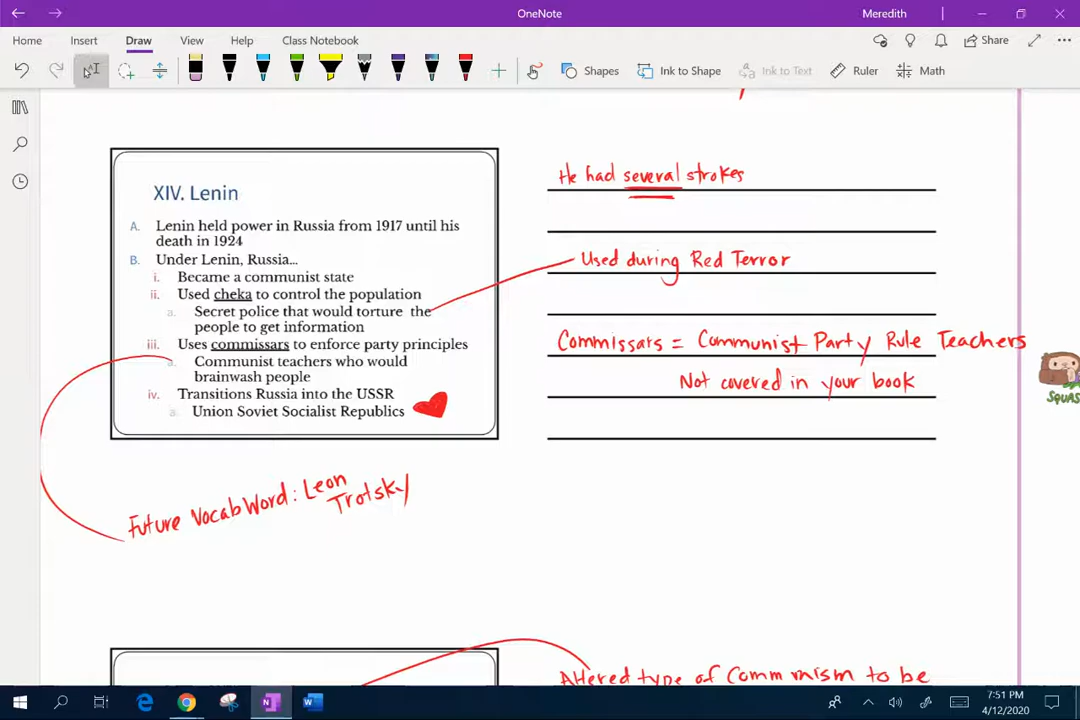 OneNote
Meredith
Home Insert Draw View Help Class Notebook
Share
Shapes Ink to Shape Ink to Text Ruler Math
XIV. Lenin
A. Lenin held power in Russia from 1917 until his
death in 1924
B. Under Lenin, Russia...
i. Became a communist state
ii. Used cheka to control the population
a. Secret police that would torture the
people to get information
iii. Uses commissars to enforce party principles
a. Communist teachers who would
brainwash people
iv. Transitions Russia into the USSR
a. Union Soviet Socialist Republics
He had several strokes
Used during Red Terror
Commissars = Communist Party Rule Teachers
Not covered in your book
SQUAS
Future Vocab Word: Leon
Trotsky
Altered type of Commmism to be
7:51 PM
4/12/2020